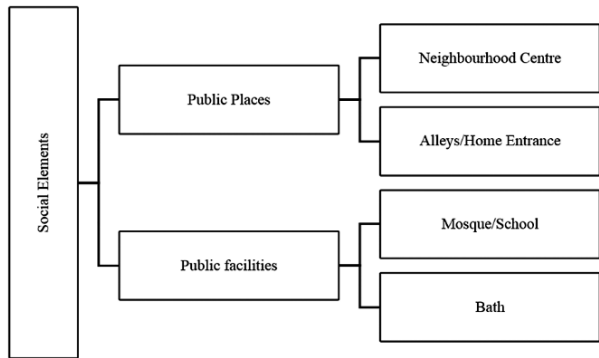 Social Elements
Public Places
Neighbourhood Centre
Alleys/Home Entrance
Public facilities
Mosque/School
Bath